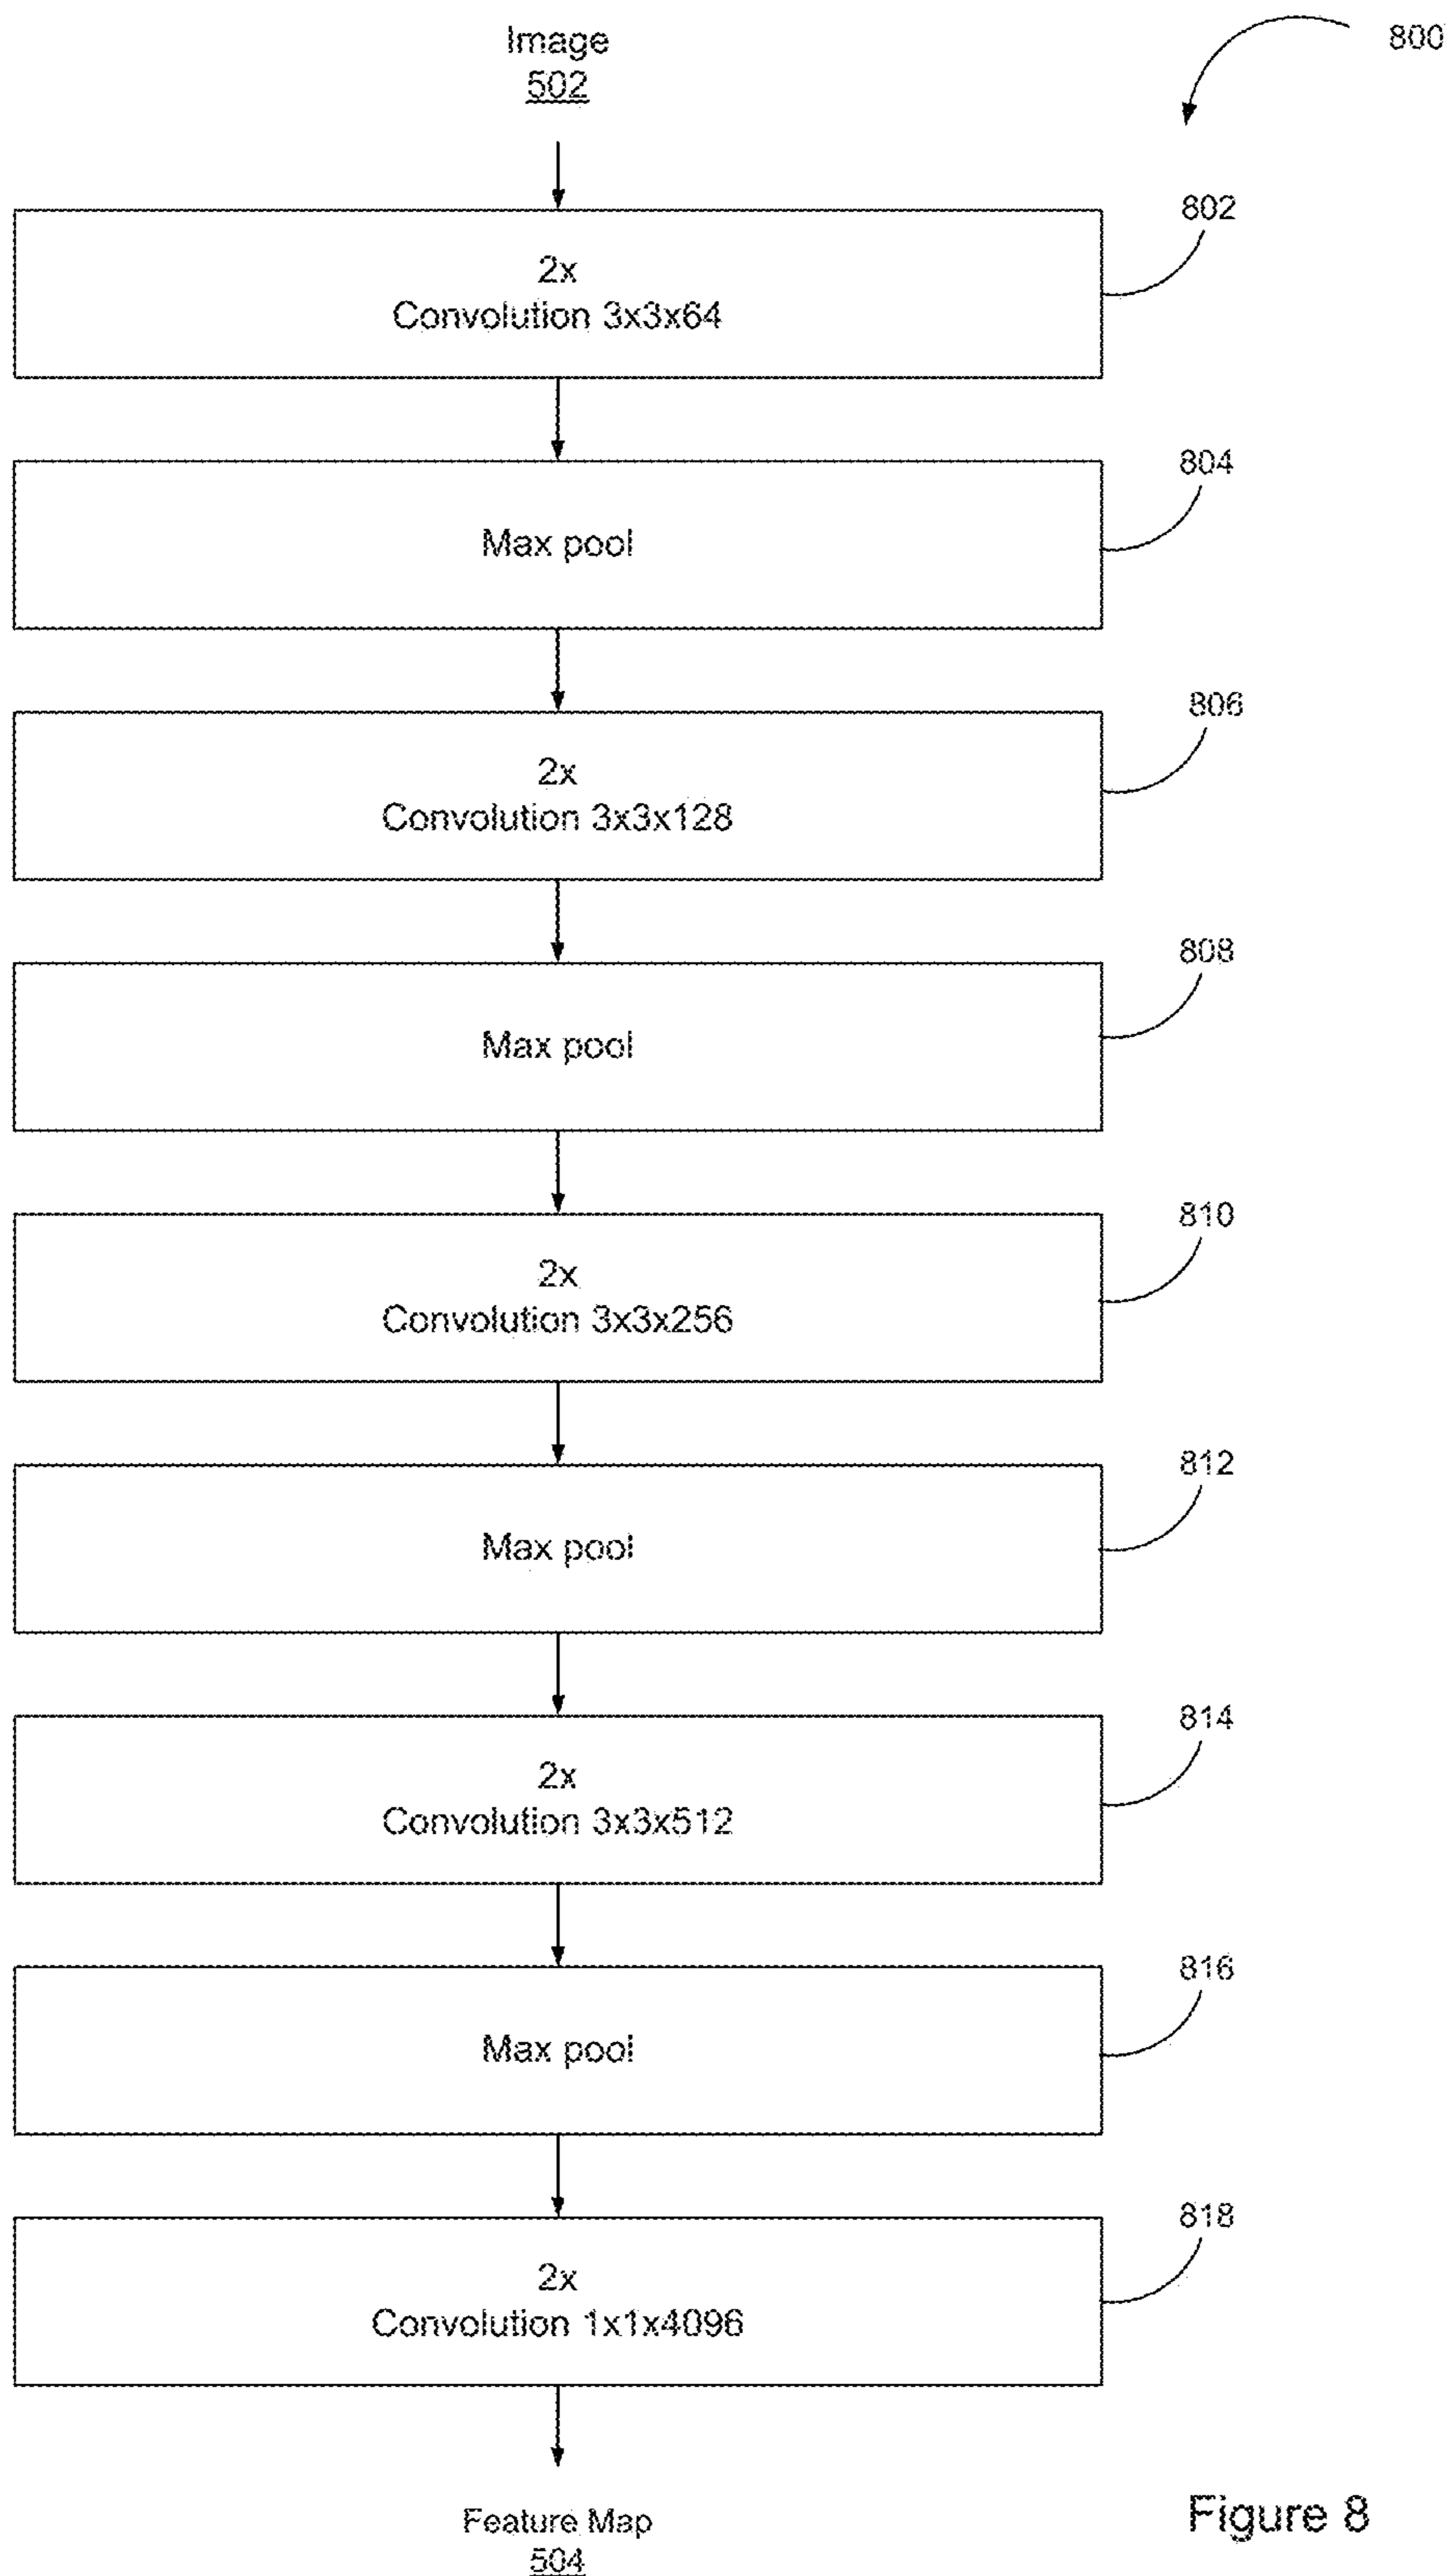 Image
502
800
802
2x
Convolution 3x3x64
804
Max pool
806
2x
Convolution 3x3x128
808
Max pool
810
2x
Convolution 3x3x256
812
Max pool
814
2x
Convolution 3x3x512
816
Max pool
818
2x
Convolution 1x1x4096
Feature Map
504
Figure 8